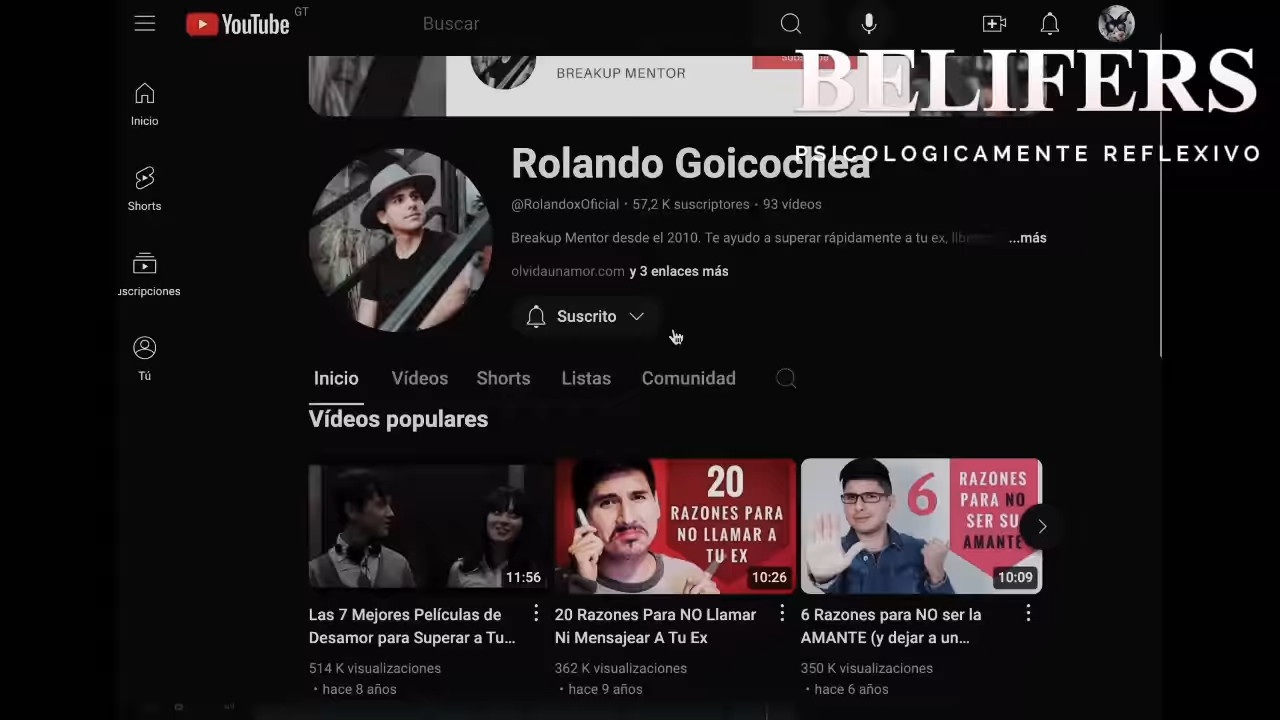 YouTube
GT
Buscar
BELIFERS
PSICOLOGICAMENTE REFLEXIVO
BREAKUP MENTOR
Inicio
Shorts
uscripciones
Tú
Rolando Goicochea
@RolandoxOficial · 57,2 K suscriptores · 93 vídeos
Breakup Mentor desde el 2010. Te ayudo a superar rápidamente a tu ex, ...más
olvidaunamor.com y 3 enlaces más
Suscrito
Inicio Vídeos Shorts Listas Comunidad
Vídeos populares
11:56
20
RAZONES PARA
NO LLAMAR A
TU EX
10:26
6
RAZONES
PARA NO
SER SU
AMANTE
10:09
Las 7 Mejores Películas de
Desamor para Superar a Tu...
514 K visualizaciones
· hace 8 años
20 Razones Para NO Llamar
Ni Mensajear A Tu Ex
362 K visualizaciones
· hace 9 años
6 Razones para NO ser la
AMANTE (y dejar a un...
350 K visualizaciones
· hace 6 años